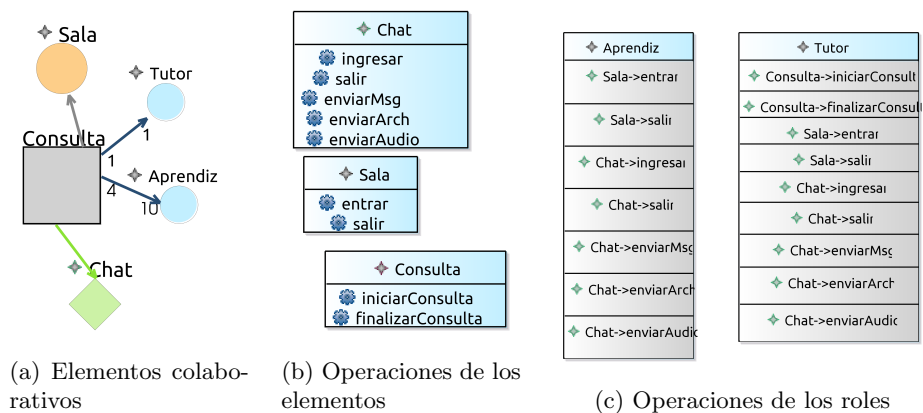 Sala
Tutor
Consulta
1
1
Aprendiz
4
10
Chat
(a) Elementos colabo-
rativos
Chat
ingresar
salir
enviarMsg
enviarArch
enviarAudio
Sala
entrar
salir
Consulta
iniciarConsulta
finalizarConsulta
(b) Operaciones de los
elementos
Aprendiz
Sala->entrar
Sala->salir
Chat->ingresar
Chat->salir
Chat->enviarMsg
Chat->enviarArch
Chat->enviarAudio
Tutor
Consulta->iniciarConsult
Consulta->finalizarConsult
Sala->entrar
Sala->salir
Chat->ingresar
Chat->salir
Chat->enviarMsg
Chat->enviarArch
Chat->enviarAudio
(c) Operaciones de los roles